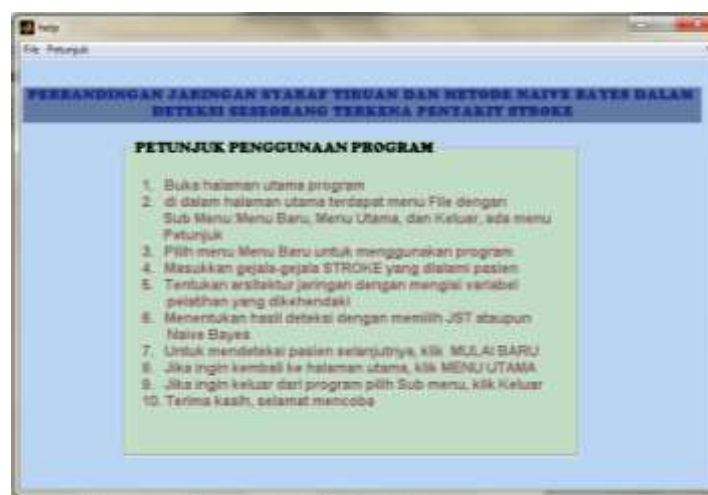 help
File Petunjuk
PERBANDINGAN JARINGAN SYARAF TIRUAN DAN METODE NAIVE BAYES DALAM
DETEKSI SESEORANG TERKENA PENYAKIT STROKE
PETUNJUK PENGGUNAAN PROGRAM
1. Buka halaman utama program
2. di dalam halaman utama terdapat menu File dengan
Sub Menu:Menu Baru, Menu Utama, dan Keluar, ada menu
Petunjuk
3. Pilih menu Menu Baru untuk menggunakan program
4. Masukkan gejala-gejala STROKE yang dialami pasien
5. Tentukan arsitektur jaringan dengan mengisi variabel
pelatihan yang dikehendaki
6. Menentukan hasil deteksi dengan memilih JST ataupun
Naive Bayes
7. Untuk mendeteksi pasien selanjutnya, klik MULAI BARU
8. Jika ingin kembali ke halaman utama, klik MENU UTAMA
9. Jika ingin keluar dari program pilih Sub menu, klik Keluar
10. Terima kasih, selamat mencoba